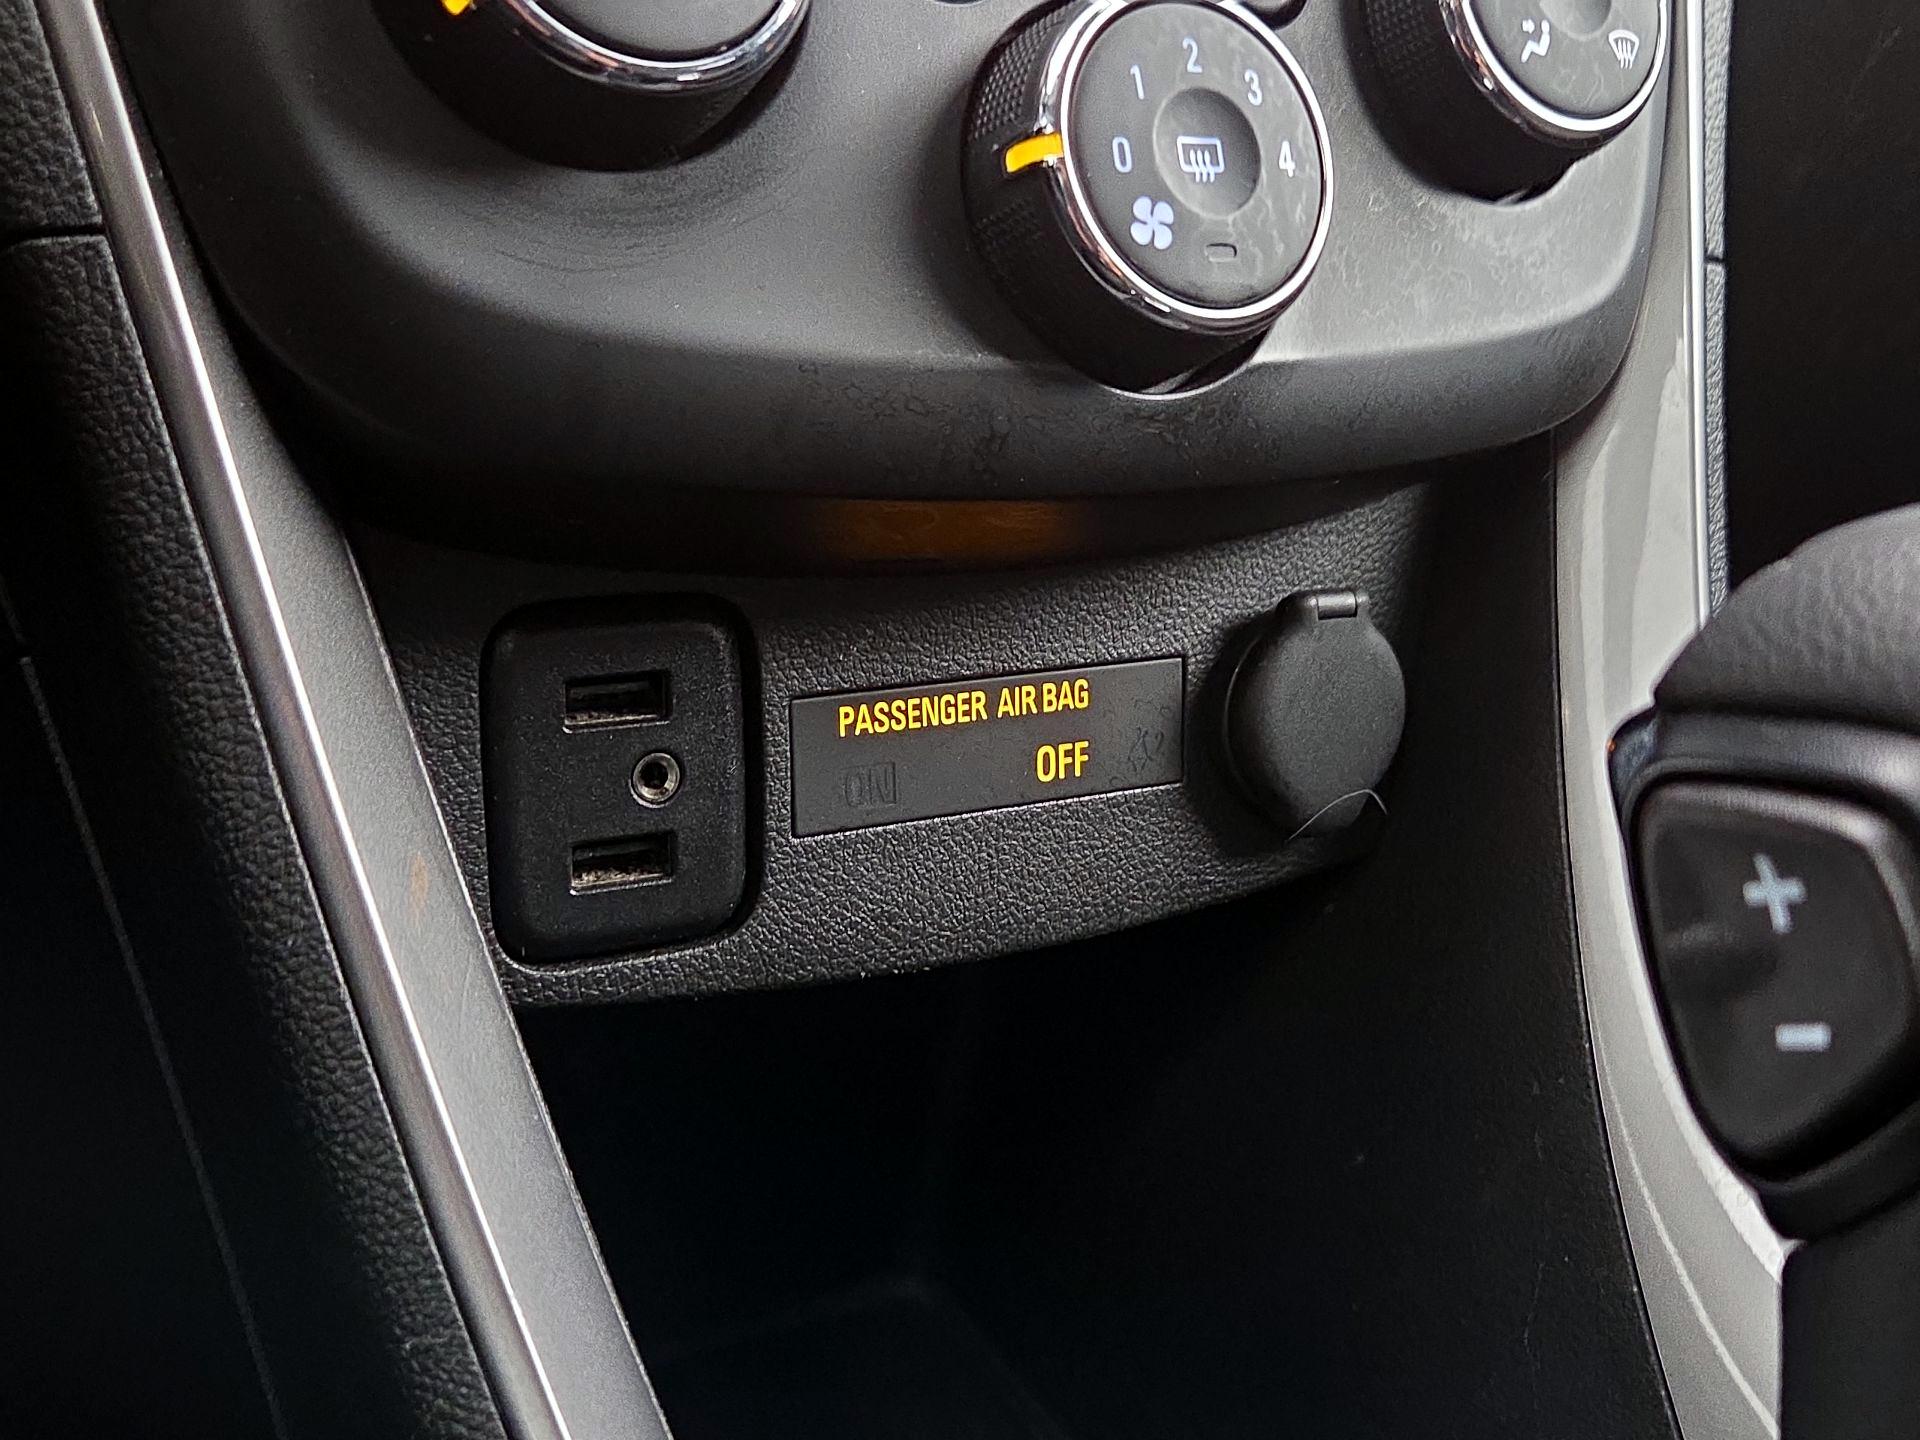 0 1 2 3 4
PASSENGER AIR BAG
ON OFF
+
-